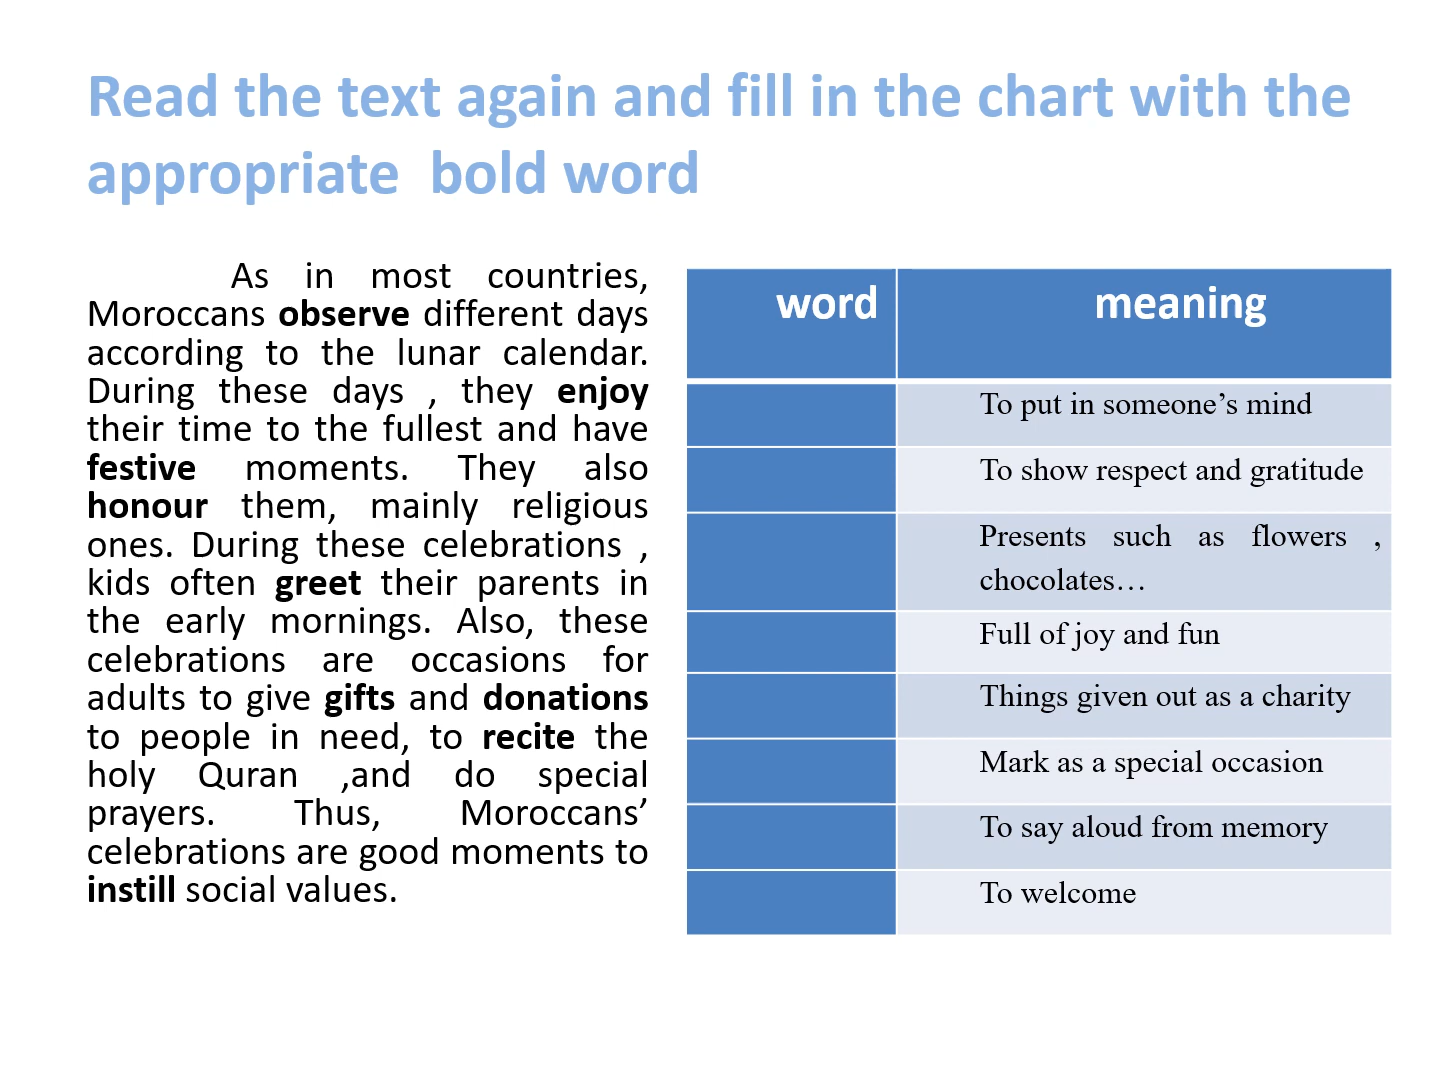 Read the text again and fill in the chart with the
appropriate bold word
As in most countries,
Moroccans observe different days
according to the lunar calendar.
During these days , they enjoy
their time to the fullest and have
festive moments. They also
honour them, mainly religious
ones. During these celebrations ,
kids often greet their parents in
the early mornings. Also, these
celebrations are occasions for
adults to give gifts and donations
to people in need, to recite the
holy Quran ,and do special
prayers. Thus, Moroccans’
celebrations are good moments to
instill social values.
word meaning
To put in someone’s mind
To show respect and gratitude
Presents such as flowers ,
chocolates…
Full of joy and fun
Things given out as a charity
Mark as a special occasion
To say aloud from memory
To welcome